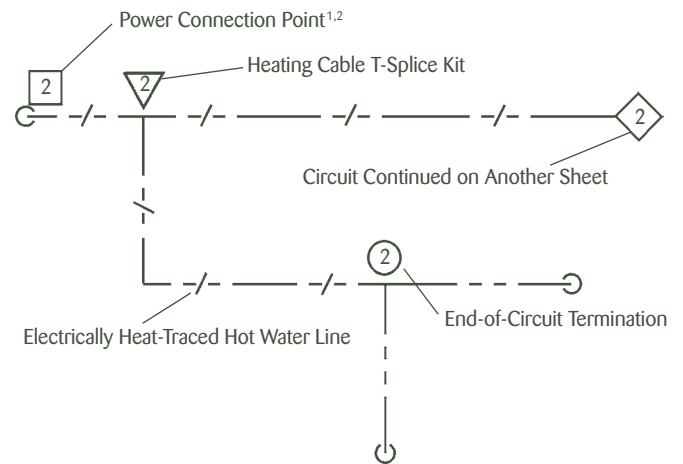 Power Connection Point¹,²
2
2
Heating Cable T-Splice Kit
2
Circuit Continued on Another Sheet
2
Electrically Heat-Traced Hot Water Line
End-of-Circuit Termination